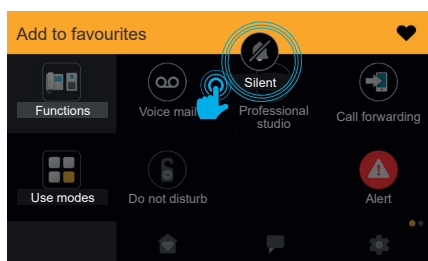 Add to favourites
Silent
Functions
Voice mail
Professional
studio
Call forwarding
Use modes
Do not disturb
Alert